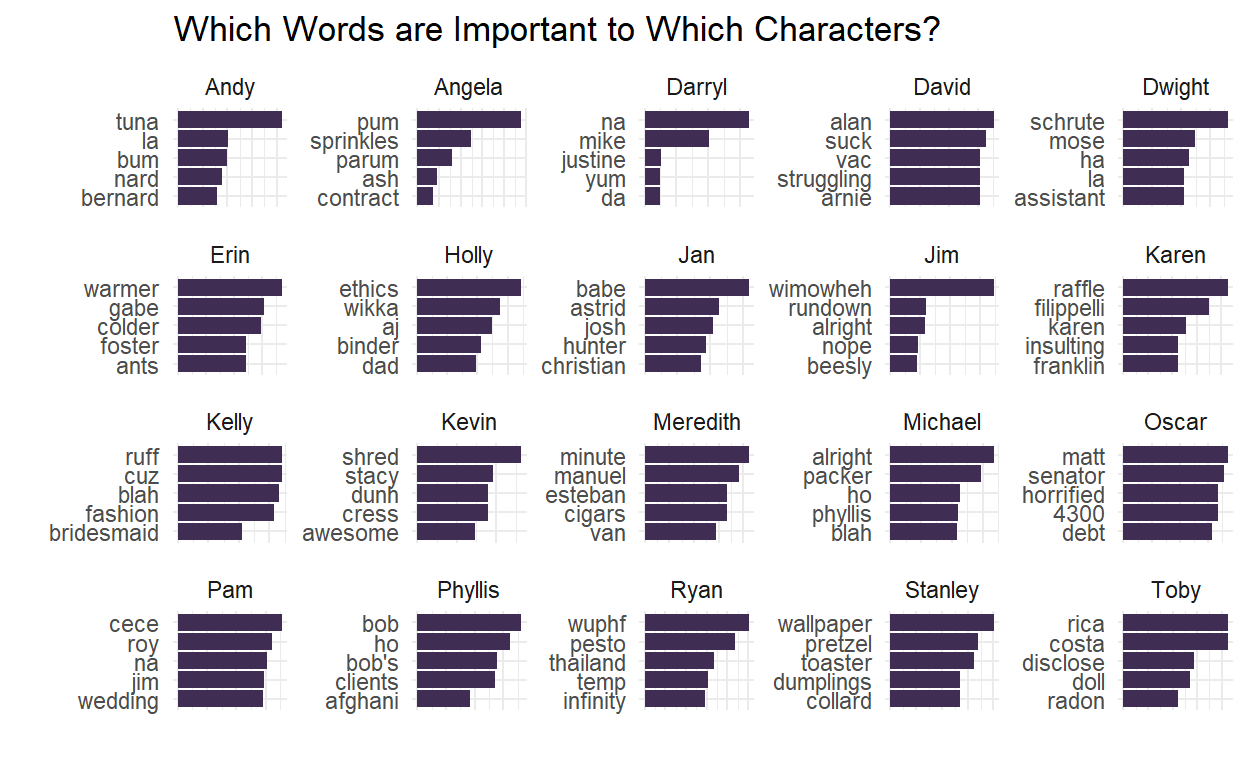 Which Words are Important to Which Characters?
Andy
tuna
la
bum
nard
bernard
Angela
pum
sprinkles
parum
ash
contract
Darryl
na
mike
justine
yum
da
David
alan
suck
vac
struggling
arnie
Dwight
schrute
mose
ha
la
assistant
Erin
warmer
gabe
colder
foster
ants
Holly
ethics
wikka
aj
binder
dad
Jan
babe
astrid
josh
hunter
christian
Jim
wimowheh
rundown
alright
nope
beesly
Karen
raffle
filippelli
karen
insulting
franklin
Kelly
ruff
cuz
blah
fashion
bridesmaid
Kevin
shred
stacy
dunh
cress
awesome
Meredith
minute
manuel
esteban
cigars
van
Michael
alright
packer
ho
phyllis
blah
Oscar
matt
senator
horrified
4300
debt
Pam
cece
roy
na
jim
wedding
Phyllis
bob
ho
bob's
clients
afghani
Ryan
wuphf
pesto
thailand
temp
infinity
Stanley
wallpaper
pretzel
toaster
dumplings
collard
Toby
rica
costa
disclose
doll
radon